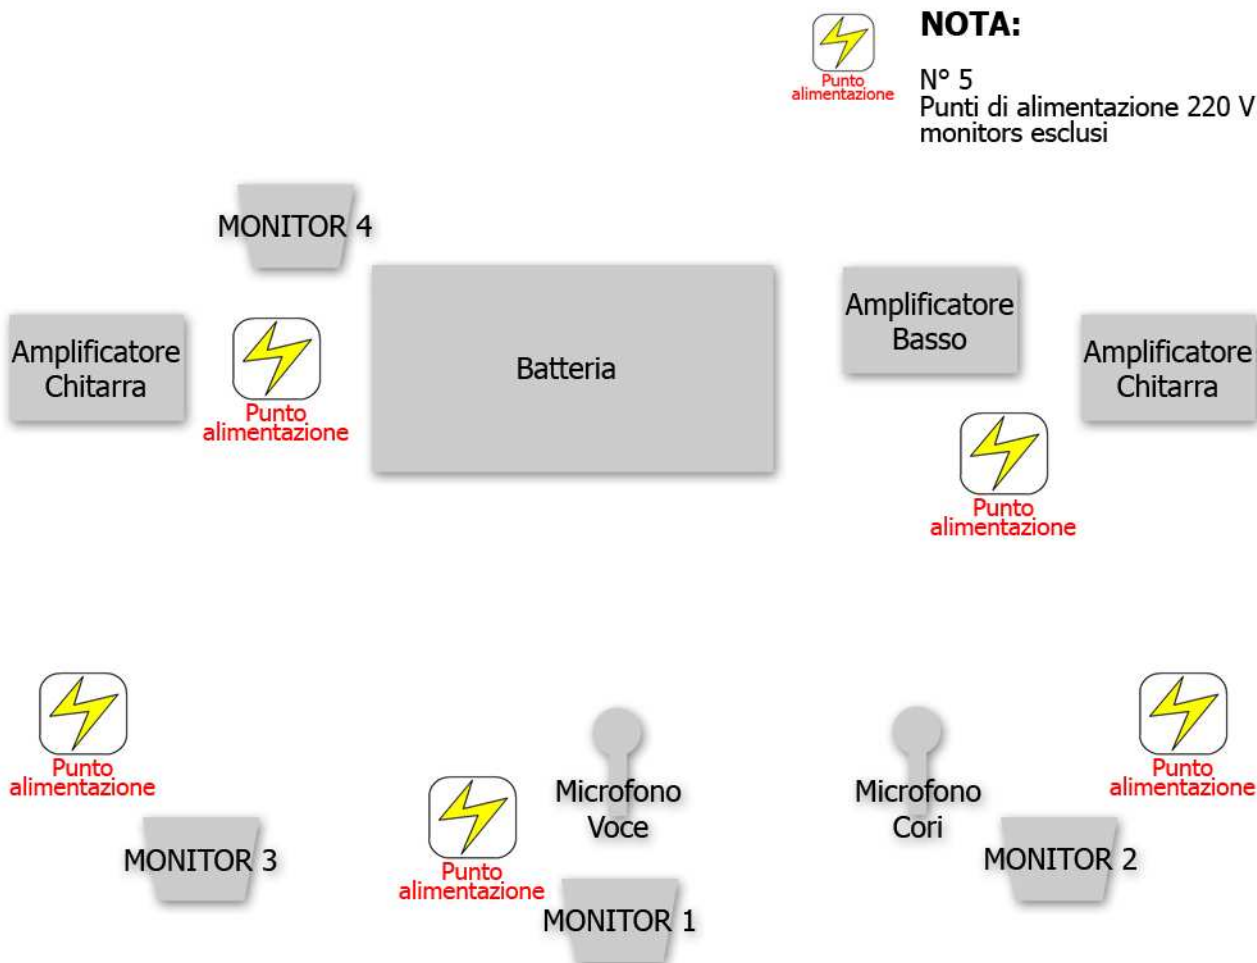 NOTA:
Punto
alimentazione
N° 5
Punti di alimentazione 220 V
monitors esclusi
MONITOR 4
Amplificatore
Chitarra
Punto
alimentazione
Batteria
Amplificatore
Basso
Amplificatore
Chitarra
Punto
alimentazione
Punto
alimentazione
Microfono
Voce
Microfono
Cori
Punto
alimentazione
MONITOR 3
Punto
alimentazione
MONITOR 1
MONITOR 2